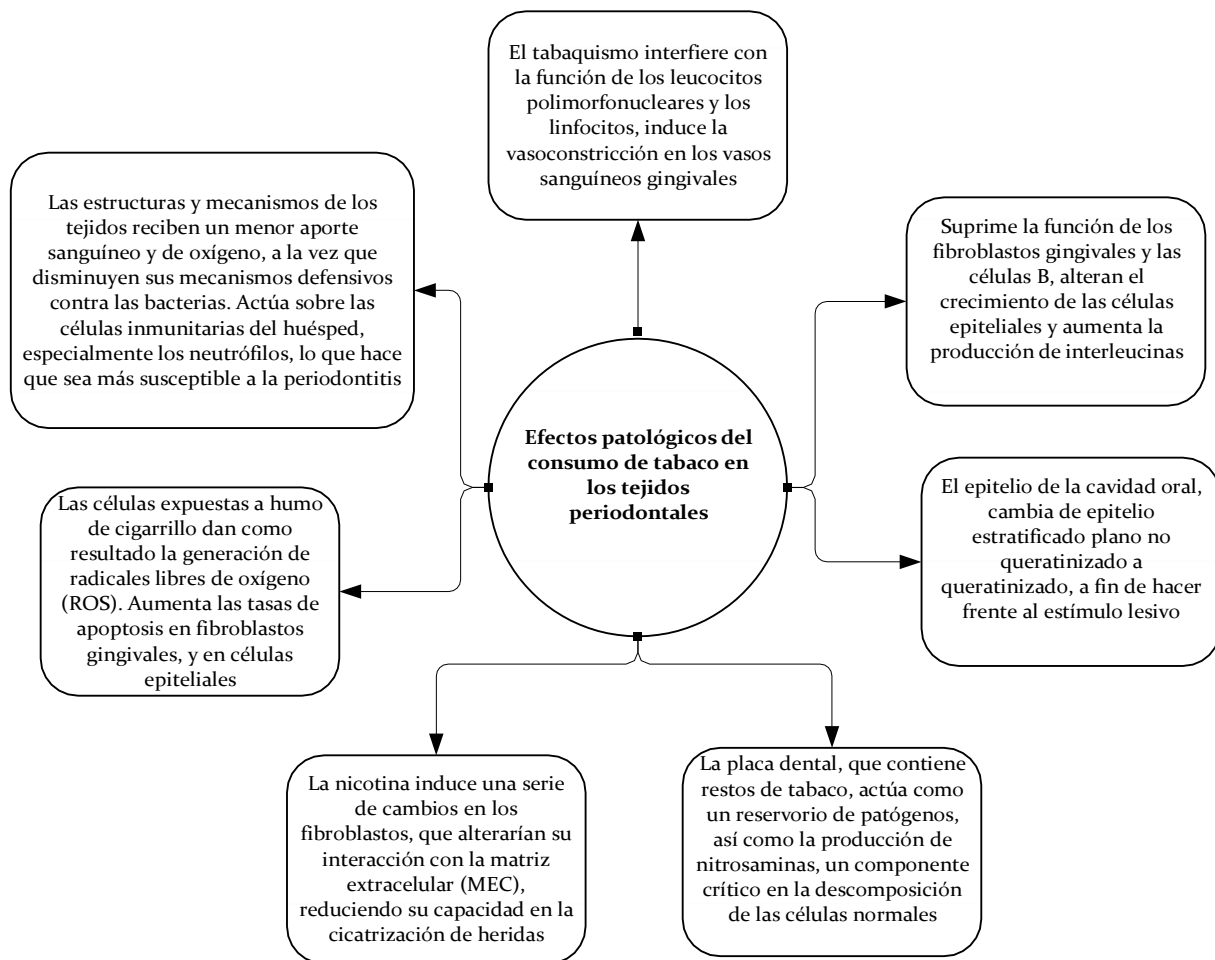 El tabaquismo interfiere con
la función de los leucocitos
polimorfonucleares y los
linfocitos, induce la
vasoconstricción en los vasos
sanguíneos gingivales
Las estructuras y mecanismos de los
tejidos reciben un menor aporte
sanguíneo y de oxígeno, a la vez que
disminuyen sus mecanismos defensivos
contra las bacterias. Actúa sobre las
células inmunitarias del huésped,
especialmente los neutrófilos, lo que hace
que sea más susceptible a la periodontitis
Suprime la función de los
fibroblastos gingivales y las
células B, alteran el
crecimiento de las células
epiteliales y aumenta la
producción de interleucinas
Efectos patológicos del
consumo de tabaco en
los tejidos
periodontales
Las células expuestas a humo
de cigarrillo dan como
resultado la generación de
radicales libres de oxígeno
(ROS). Aumenta las tasas de
apoptosis en fibroblastos
gingivales, y en células
epiteliales
El epitelio de la cavidad oral,
cambia de epitelio
estratificado plano no
queratinizado a
queratinizado, a fin de hacer
frente al estímulo lesivo
La nicotina induce una serie
de cambios en los
fibroblastos, que alterarían su
interacción con la matriz
extracelular (MEC),
reduciendo su capacidad en la
cicatrización de heridas
La placa dental, que contiene
restos de tabaco, actúa como
un reservorio de patógenos,
así como la producción de
nitrosaminas, un componente
crítico en la descomposición
de las células normales